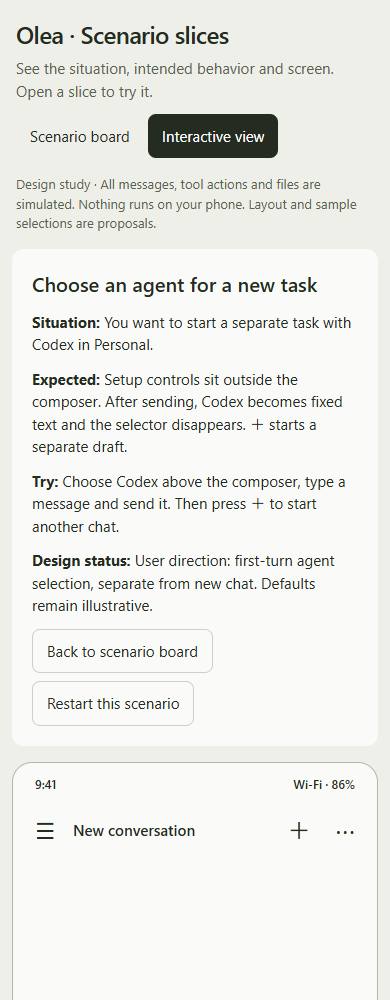 Olea · Scenario slices
See the situation, intended behavior and screen.
Open a slice to try it.
Scenario board
Interactive view
Design study · All messages, tool actions and files are
simulated. Nothing runs on your phone. Layout and sample
selections are proposals.
Choose an agent for a new task
Situation: You want to start a separate task with
Codex in Personal.
Expected: Setup controls sit outside the
composer. After sending, Codex becomes fixed
text and the selector disappears. + starts a
separate draft.
Try: Choose Codex above the composer, type a
message and send it. Then press + to start
another chat.
Design status: User direction: first-turn agent
selection, separate from new chat. Defaults
remain illustrative.
Back to scenario board
Restart this scenario
9:41
Wi-Fi · 86%
New conversation